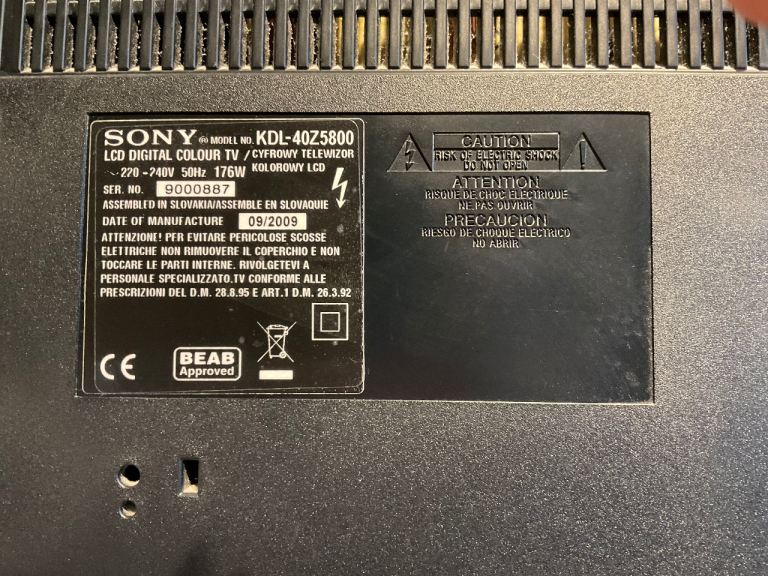 SONY ® MODEL NO. KDL-40Z5800
LCD DIGITAL COLOUR TV / CYFROWY TELEWIZOR
KOLOROWY LCD
~ 220 -240V 50Hz 176W
SER. NO. 9000887
ASSEMBLED IN SLOVAKIA/ASSEMBLE EN SLOVAQUIE
DATE OF MANUFACTURE 09/2009
ATTENZIONE! PER EVITARE PERICOLOSE SCOSSE
ELETTRICHE NON RIMUOVERE IL COPERCHIO E NON
TOCCARE LE PARTI INTERNE. RIVOLGETEVI A
PERSONALE SPECIALIZZATO.TV CONFORME ALLE
PRESCRIZIONI DEL D.M. 28.8.95 E ART.1 D.M. 26.3.92
CE
BEAB
Approved
CAUTION
RISK OF ELECTRIC SHOCK
DO NOT OPEN
ATTENTION
RISQUE DE CHOC ELECTRIQUE
NE PAS OUVRIR
PRECAUCION
RIESGO DE CHOQUE ELECTRICO
NO ABRIR